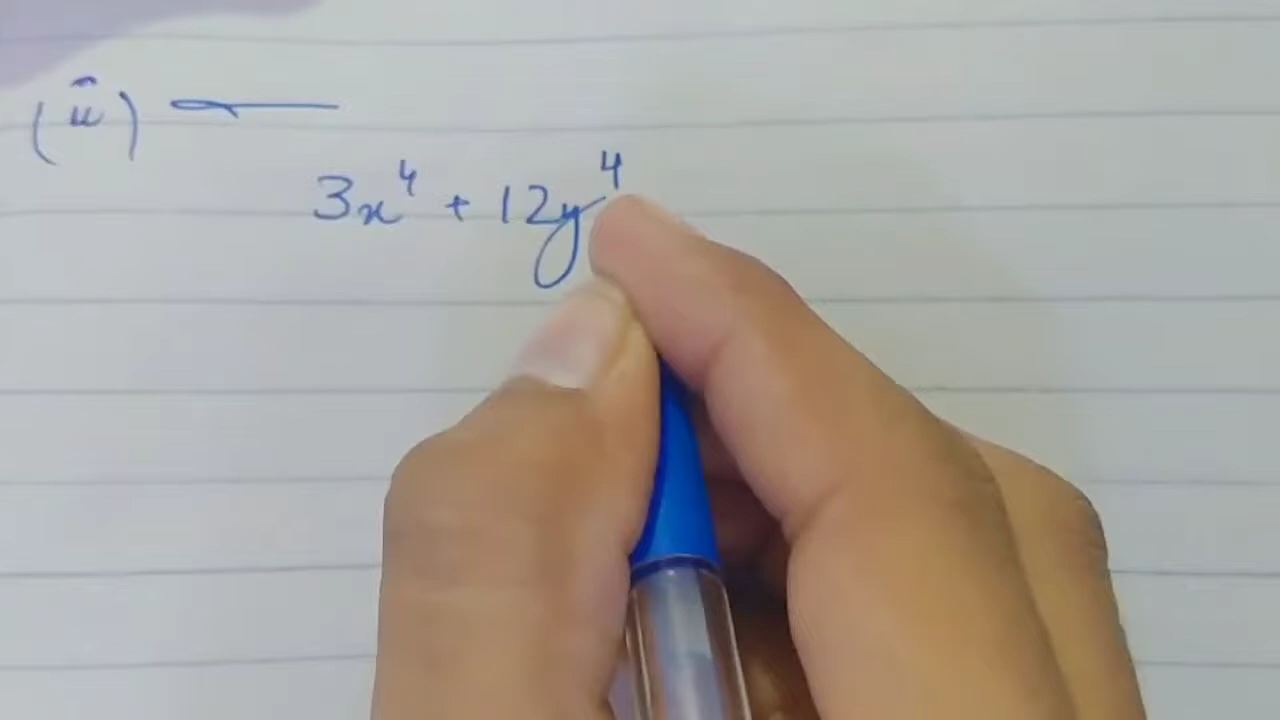 (ii)
3x⁴ + 12y⁴